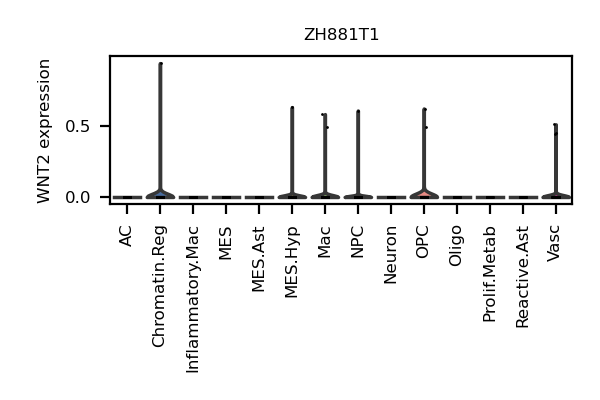 ZH881T1
WNT2 expression
0.5
0.0
AC
Chromatin.Reg
Inflammatory.Mac
MES
MES.Ast
MES.Hyp
Mac
NPC
Neuron
OPC
Oligo
Prolif.Metab
Reactive.Ast
Vasc